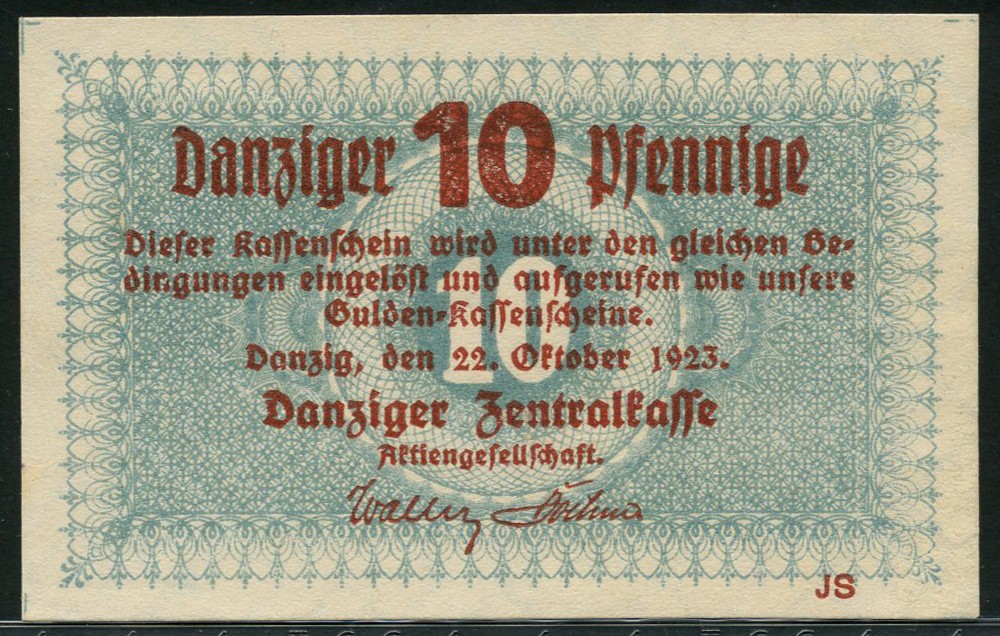 Danziger 10 Pfennige
Dieser Kassenschein wird unter den gleichen Be-
dingungen eingelöst und aufgerufen wie unsere
Gulden-Kassenscheine.
10
Danzig, den 22. Oktober 1923.
Danziger Zentralkasse
Aktiengesellschaft.
JS